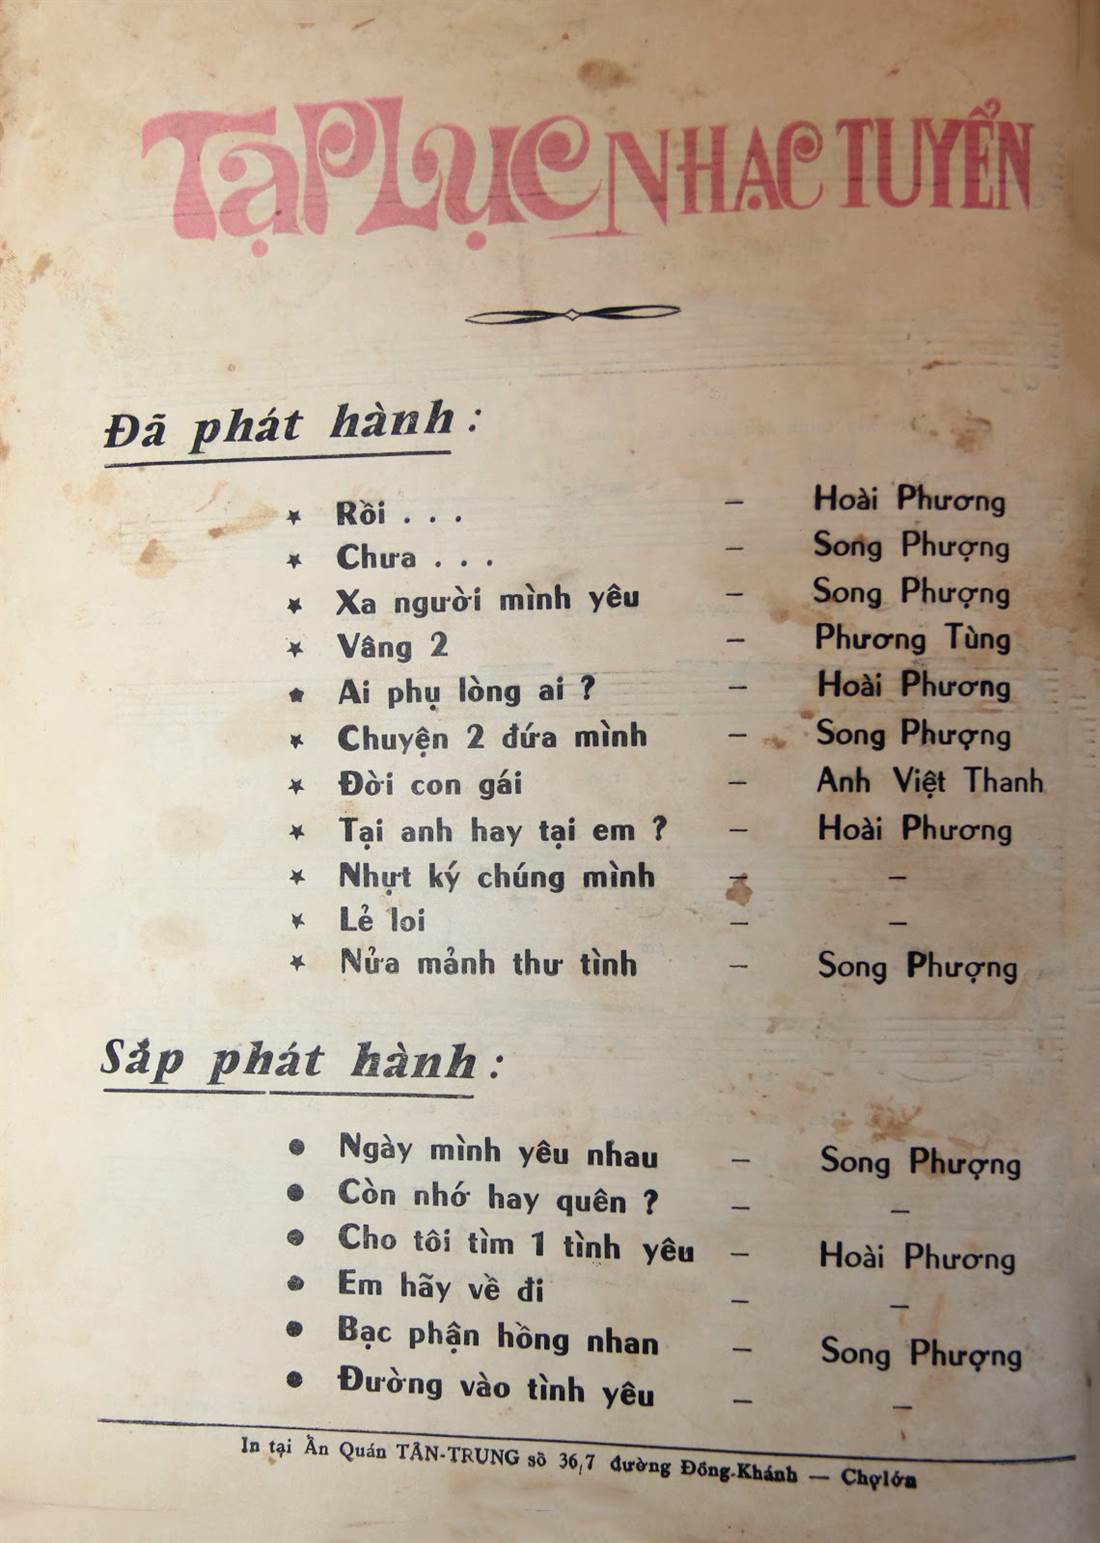 TẠP LỤC NHẠC TUYỂN
Đã phát hành :
★ Rồi . . . — Hoài Phương
★ Chưa . . . — Song Phượng
★ Xa người mình yêu — Song Phượng
★ Vâng 2 — Phương Tùng
★ Ai phụ lòng ai ? — Hoài Phương
★ Chuyện 2 đứa mình — Song Phượng
★ Đời con gái — Anh Việt Thanh
★ Tại anh hay tại em ? — Hoài Phương
★ Nhựt ký chúng mình — —
★ Lẻ loi — —
★ Nửa mảnh thư tình — Song Phượng
Sắp phát hành :
● Ngày mình yêu nhau — Song Phượng
● Còn nhớ hay quên ? — —
● Cho tôi tìm 1 tình yêu — Hoài Phương
● Em hãy về đi — —
● Bạc phận hồng nhan — Song Phượng
● Đường vào tình yêu — —
In tại Ấn Quán TÂN-TRUNG số 36/7 đường Đồng-Khánh — Chợlớn